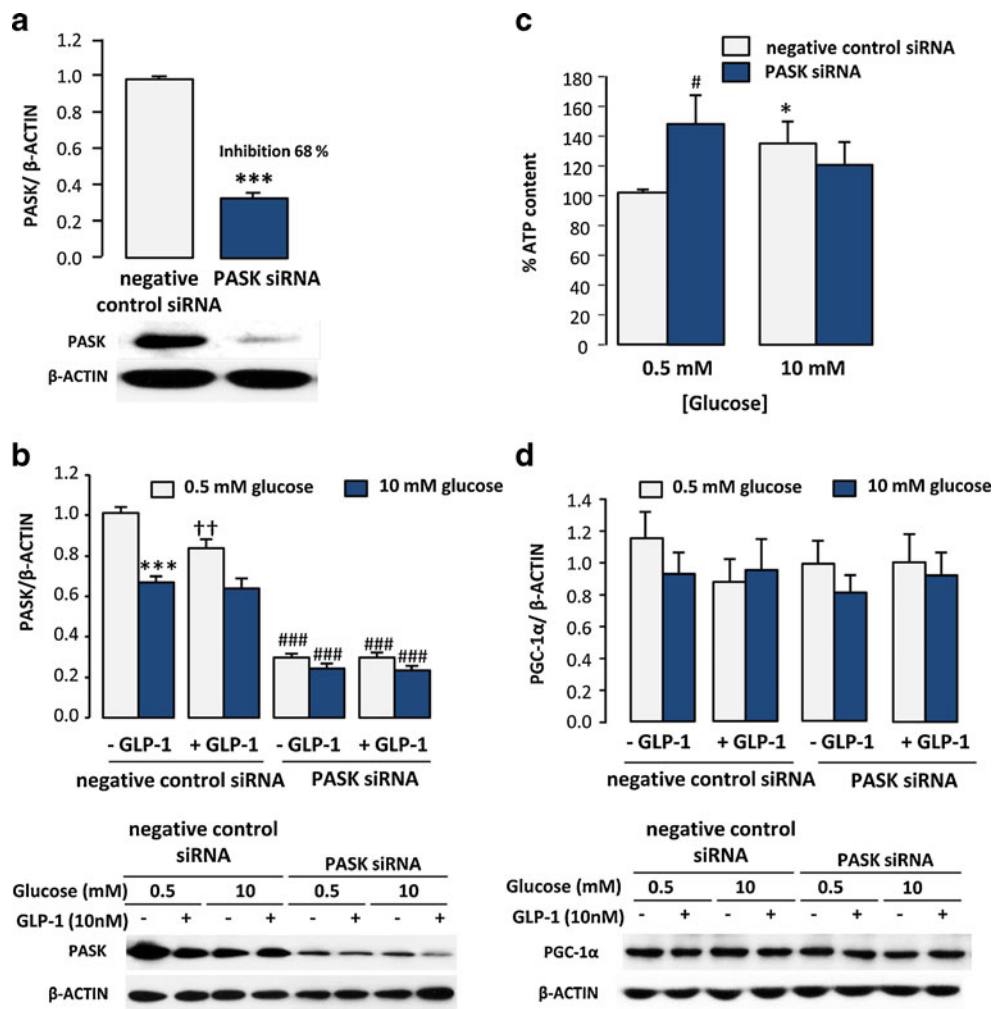 a
1.2
1.0
0.8
0.6
0.4
0.2
0.0
PASK/ β-ACTIN
Inhibition 68 %
***
negative
control siRNA
PASK siRNA
PASK
β-ACTIN
c
negative control siRNA
PASK siRNA
180
160
140
120
100
80
60
40
20
0
% ATP content
#
*
0.5 mM 10 mM
[Glucose]
b
1.2
1.0
0.8
0.6
0.4
0.2
0.0
PASK/β-ACTIN
0.5 mM glucose 10 mM glucose
***
††
### ### ### ###
- GLP-1 + GLP-1 - GLP-1 + GLP-1
negative control siRNA PASK siRNA
negative control
siRNA PASK siRNA
Glucose (mM) 0.5 10 0.5 10
GLP-1 (10nM) - + - + - + - +
PASK
β-ACTIN
d
0.5 mM glucose 10 mM glucose
1.4
1.2
1.0
0.8
0.6
0.4
1.2
0.0
PGC-1α/ β-ACTIN
- GLP-1 + GLP-1 - GLP-1 + GLP-1
negative control siRNA PASK siRNA
negative control
siRNA PASK siRNA
Glucose (mM) 0.5 10 0.5 10
GLP-1 (10nM) - + - + - + - +
PGC-1α
β-ACTIN